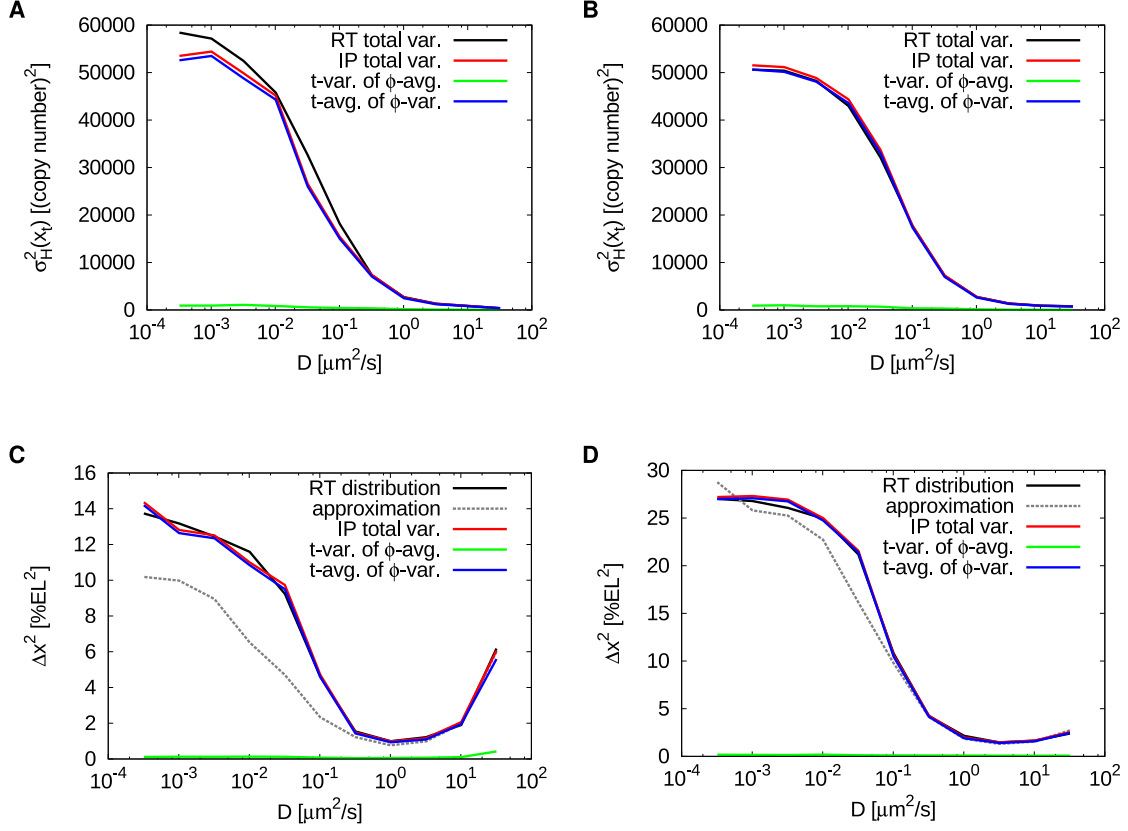 A
60000
50000
40000
30000
20000
10000
0
σ²H(xt) [(copy number)²]
RT total var.
IP total var.
t-var. of ϕ-avg.
t-avg. of ϕ-var.
10⁻⁴ 10⁻³ 10⁻² 10⁻¹ 10⁰ 10¹ 10²
D [μm²/s]
B
60000
50000
40000
30000
20000
10000
0
σ²H(xt) [(copy number)²]
RT total var.
IP total var.
t-var of ϕ-avg.
t-avg. of ϕ-var.
10⁻⁴ 10⁻³ 10⁻² 10⁻¹ 10⁰ 10¹ 10²
D [μm²/s]
C
16
14
12
10
8
6
4
2
0
Δx² [%EL²]
RT distribution
approximation
IP total var.
t-var. of ϕ-avg.
t-avg. of ϕ-var.
10⁻⁴ 10⁻³ 10⁻² 10⁻¹ 10⁰ 10¹ 10²
D [μm²/s]
D
30
25
20
15
10
5
0
Δx² [%EL²]
RT distribution
approximation
IP total var.
t-var. of ϕ-avg.
t-avg. of ϕ-var.
10⁻⁴ 10⁻³ 10⁻² 10⁻¹ 10⁰ 10¹ 10²
D [μm²/s]